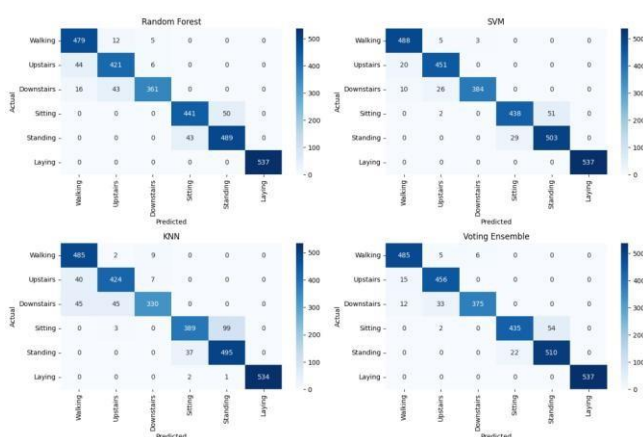 Random Forest
Walking 479 12 5 0 0 0
Upstairs 44 421 6 0 0 0
Downstairs 16 43 361 0 0 0
Sitting 0 0 0 441 50 0
Standing 0 0 0 43 489 0
Laying 0 0 0 0 0 537
Actual
Walking Upstairs Downstairs Sitting Standing Laying
Predicted
500
400
300
200
100
0
SVM
Walking 488 5 3 0 0 0
Upstairs 20 451 0 0 0 0
Downstairs 10 26 384 0 0 0
Sitting 0 2 0 438 51 0
Standing 0 0 0 29 503 0
Laying 0 0 0 0 0 537
Actual
Walking Upstairs Downstairs Sitting Standing Laying
Predicted
500
400
300
200
100
0
KNN
Walking 485 2 9 0 0 0
Upstairs 40 424 7 0 0 0
Downstairs 45 45 330 0 0 0
Sitting 0 3 0 389 99 0
Standing 0 0 0 37 495 0
Laying 0 0 0 2 1 534
Actual
Walking Upstairs Downstairs Sitting Standing Laying
Predicted
500
400
300
200
100
0
Voting Ensemble
Walking 485 5 6 0 0 0
Upstairs 15 456 0 0 0 0
Downstairs 12 33 375 0 0 0
Sitting 0 2 0 435 54 0
Standing 0 0 0 22 510 0
Laying 0 0 0 0 0 537
Actual
Walking Upstairs Downstairs Sitting Standing Laying
Predicted
500
400
300
200
100
0